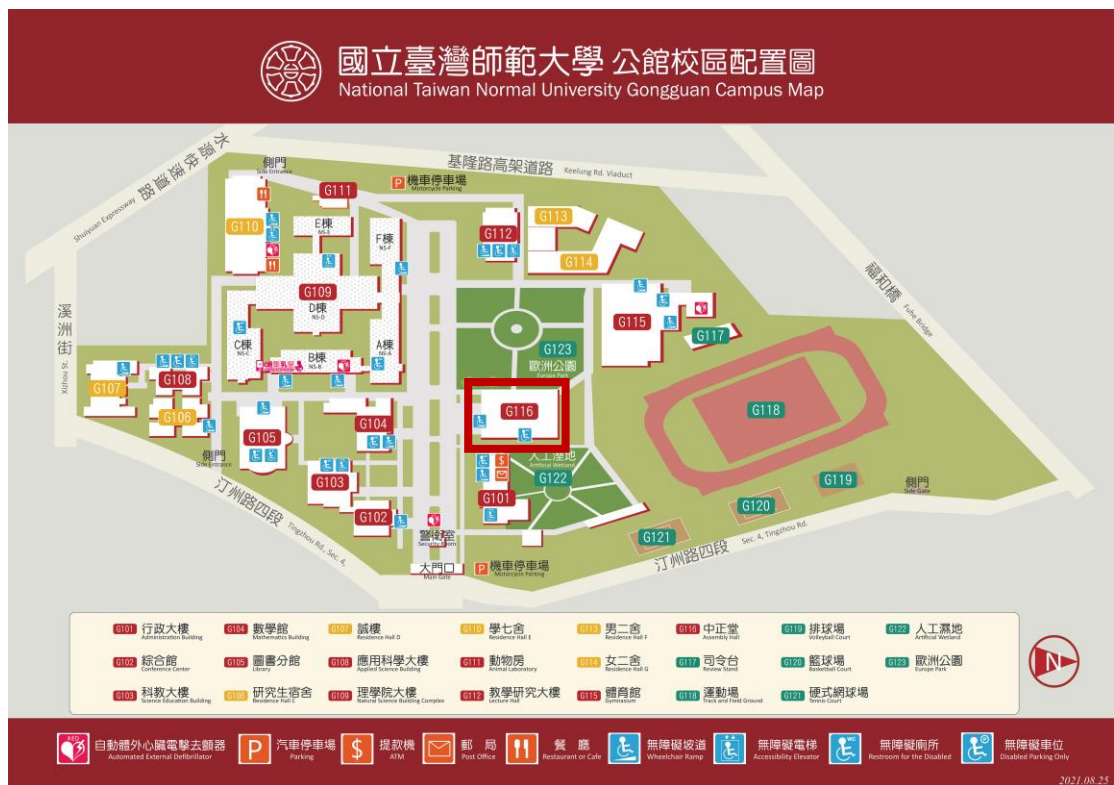 國立臺灣師範大學 公館校區配置圖
National Taiwan Normal University Gongguan Campus Map
水源快速道路
Shuiyuan Expressway
側門
Side Entrance
基隆路高架道路
Keelung Rd. Viaduct
P 機車停車場
Motorcycle Parking
G111
G110
E棟
NS-E
F棟
NS-F
G112
G113
G114
福和橋
Fuhe Bridge
溪洲街
Xizhou St.
G109
D棟
NS-D
C棟
NS-C
B棟
NS-B
A棟
NS-A
G115
G117
G123
歐洲公園
Europe Park
G107
G108
G106
G105
G104
G116
G118
側門
Side Entrance
人工溼地
Artificial Wetland
G122
G103
G102
G101
$
G119
G120
G121
側門
Side Gate
汀州路四段
Tingzhou Rd., Sec. 4,
警衛室
Security Room
大門口
Main Gate
P 機車停車場
Motorcycle Parking
汀州路四段
Sec. 4, Tingzhou Rd.
G101 行政大樓 G104 數學館 G107 誠樓 G110 學七舍 G113 男二舍 G116 中正堂 G119 排球場 G122 人工濕地
Administration Building Mathematics Building Residence Hall D Residence Hall E Residence Hall F Assembly Hall Volleyball Court Artificial Wetland
G102 綜合館 G105 圖書分館 G108 應用科學大樓 G111 動物房 G114 女二舍 G117 司令台 G120 籃球場 G123 歐洲公園
Conference Center Library Applied Science Building Animal Laboratory Residence Hall G Review Stand Basketball Court Europe Park
G103 科教大樓 G106 研究生宿舍 G109 理學院大樓 G112 教學研究大樓 G115 體育館 G118 運動場 G121 硬式網球場
Science Education Building Residence Hall C Natural Science Building Complex Lecture Hall Gymnasium Track and Field Ground Tennis Court
N
AED 自動體外心臟電擊去顫器 P 汽車停車場 $ 提款機 郵 局 餐 廳 無障礙坡道 無障礙電梯 WC 無障礙廁所 P 無障礙車位
Automated External Defibrillator Parking ATM Post Office Restaurant or Cafe Wheelchair Ramp Accessibility Elevator Restroom for the Disabled Disabled Parking Only
2021.08.25